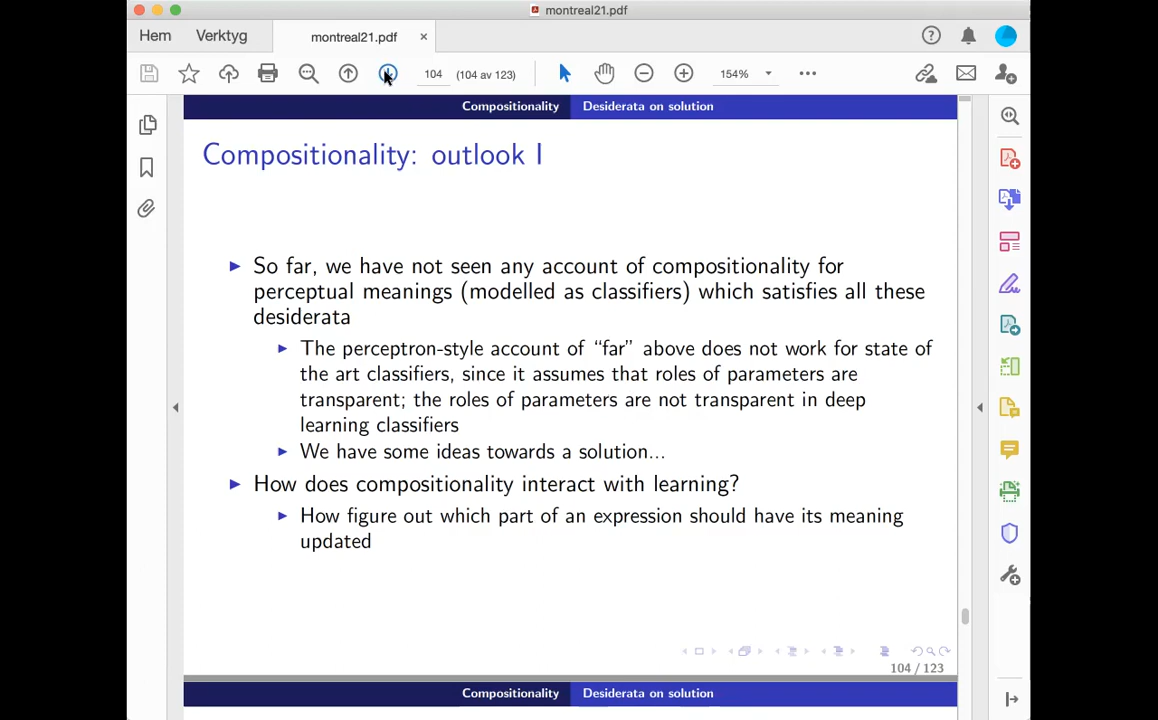 montreal21.pdf
Hem Verktyg montreal21.pdf ×
104 (104 av 123) 154%
Compositionality Desiderata on solution
Compositionality: outlook I
So far, we have not seen any account of compositionality for
perceptual meanings (modelled as classifiers) which satisfies all these
desiderata
The perceptron-style account of “far” above does not work for state of
the art classifiers, since it assumes that roles of parameters are
transparent; the roles of parameters are not transparent in deep
learning classifiers
We have some ideas towards a solution...
How does compositionality interact with learning?
How figure out which part of an expression should have its meaning
updated
104 / 123
Compositionality Desiderata on solution